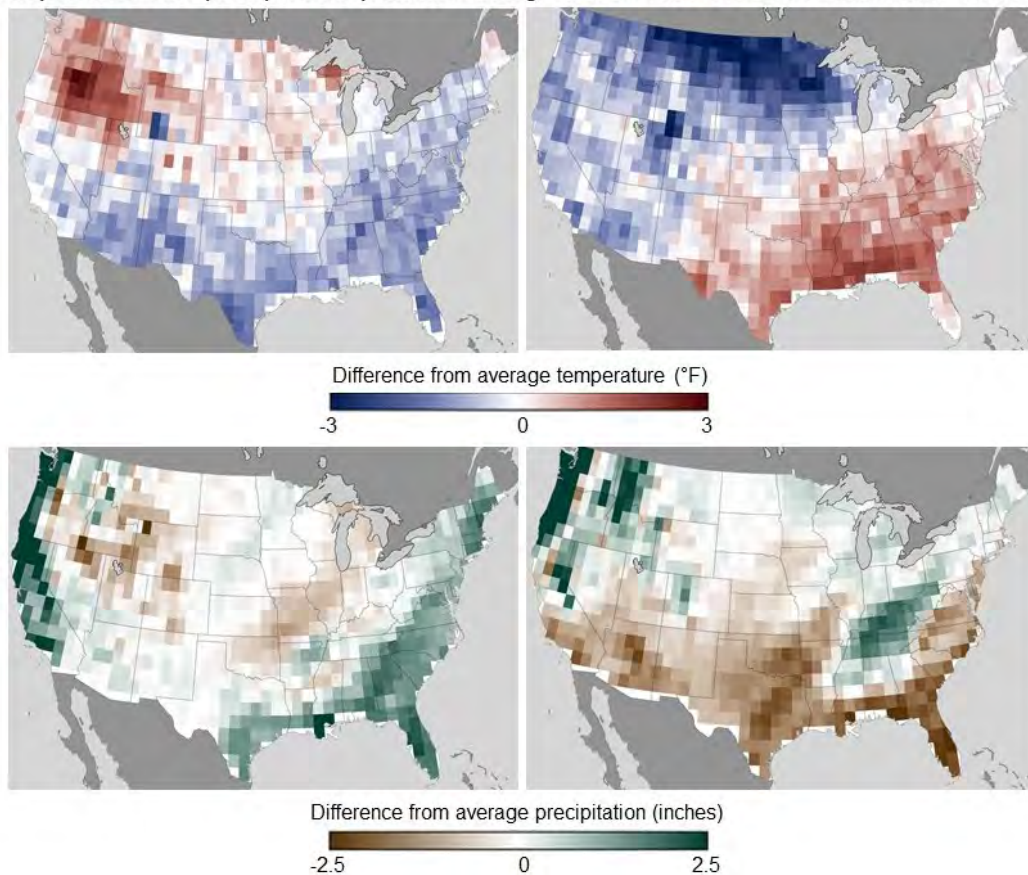 Difference from average temperature (°F)
-3 0 3
Difference from average precipitation (inches)
-2.5 0 2.5